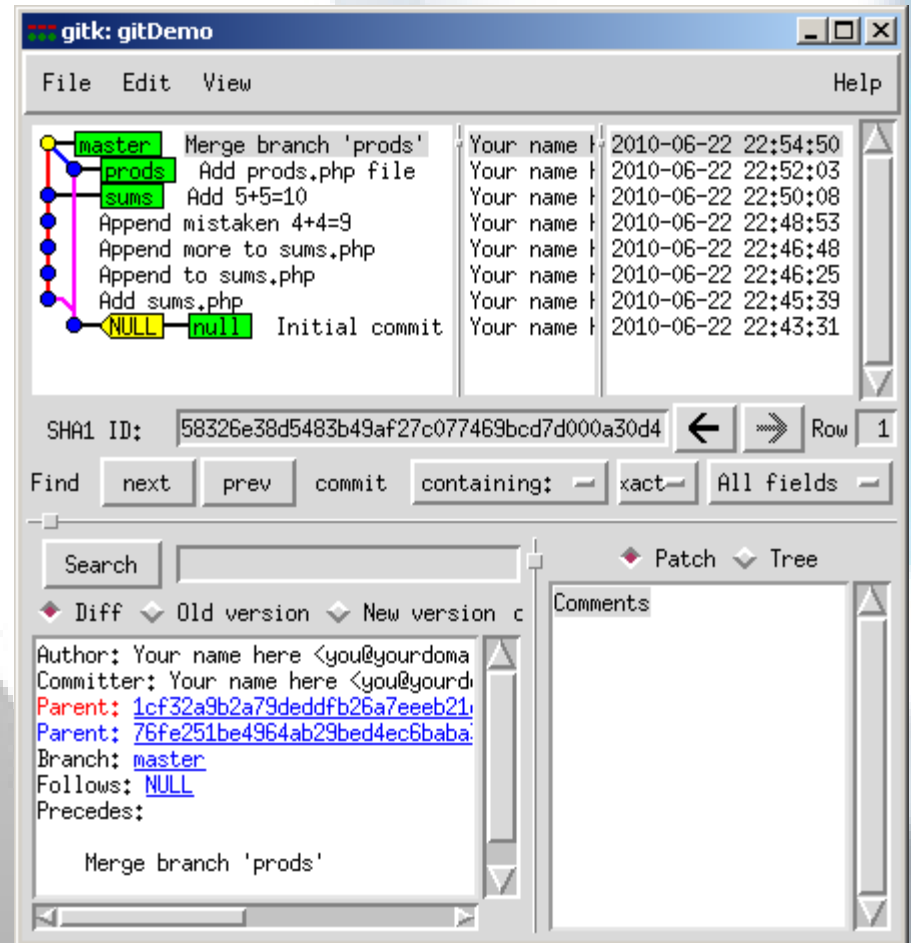 gitk: gitDemo
File Edit View Help
master Merge branch 'prods' Your name 2010-06-22 22:54:50
prods Add prods.php file Your name 2010-06-22 22:52:03
sums Add 5+5=10 Your name 2010-06-22 22:50:08
Append mistaken 4+4=9 Your name 2010-06-22 22:48:53
Append more to sums.php Your name 2010-06-22 22:46:48
Append to sums.php Your name 2010-06-22 22:46:25
Add sums.php Your name 2010-06-22 22:45:39
NULL null Initial commit Your name 2010-06-22 22:43:31
SHA1 ID: 58326e38d5483b49af27c077469bcd7d000a30d4 Row 1
Find next prev commit containing: xact All fields
Search
Patch Tree
Diff Old version New version c
Comments
Author: Your name here <you@yourdoma
Committer: Your name here <you@yourd
Parent: 1cf32a9b2a79deddfb26a7eeeb21
Parent: 76fe251be4964ab29bed4ec6baba
Branch: master
Follows: NULL
Precedes:
Merge branch 'prods'